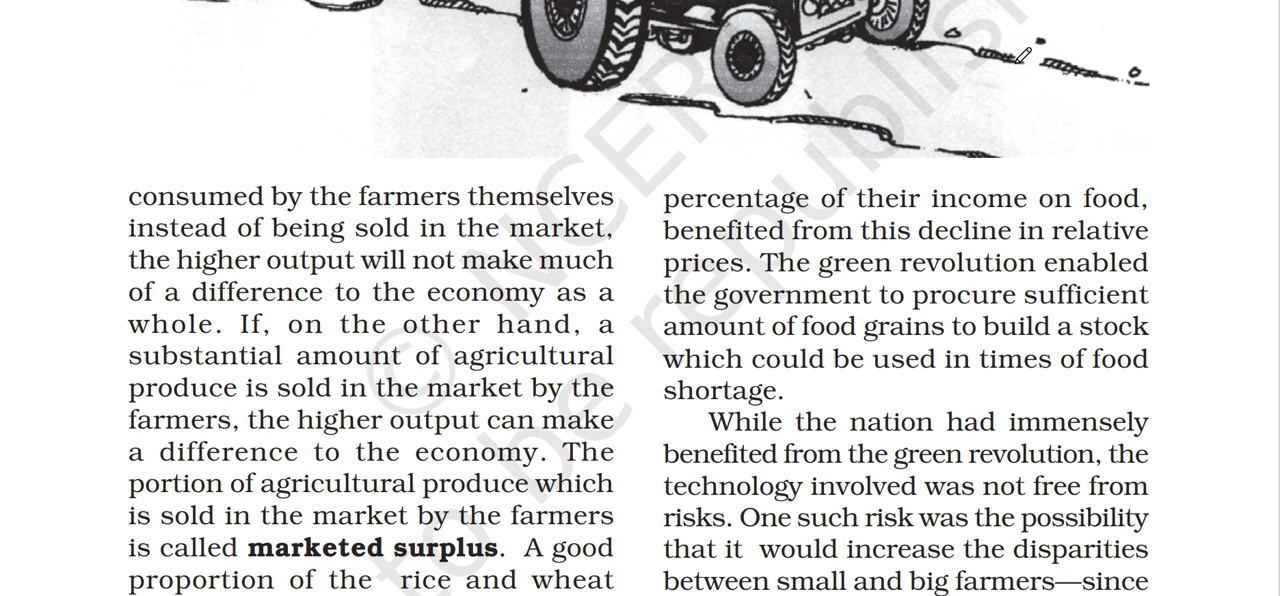 consumed by the farmers themselves
instead of being sold in the market,
the higher output will not make much
of a difference to the economy as a
whole. If, on the other hand, a
substantial amount of agricultural
produce is sold in the market by the
farmers, the higher output can make
a difference to the economy. The
portion of agricultural produce which
is sold in the market by the farmers
is called marketed surplus. A good
proportion of the rice and wheat
percentage of their income on food,
benefited from this decline in relative
prices. The green revolution enabled
the government to procure sufficient
amount of food grains to build a stock
which could be used in times of food
shortage.
While the nation had immensely
benefited from the green revolution, the
technology involved was not free from
risks. One such risk was the possibility
that it would increase the disparities
between small and big farmers—since
© NCER
to be republis